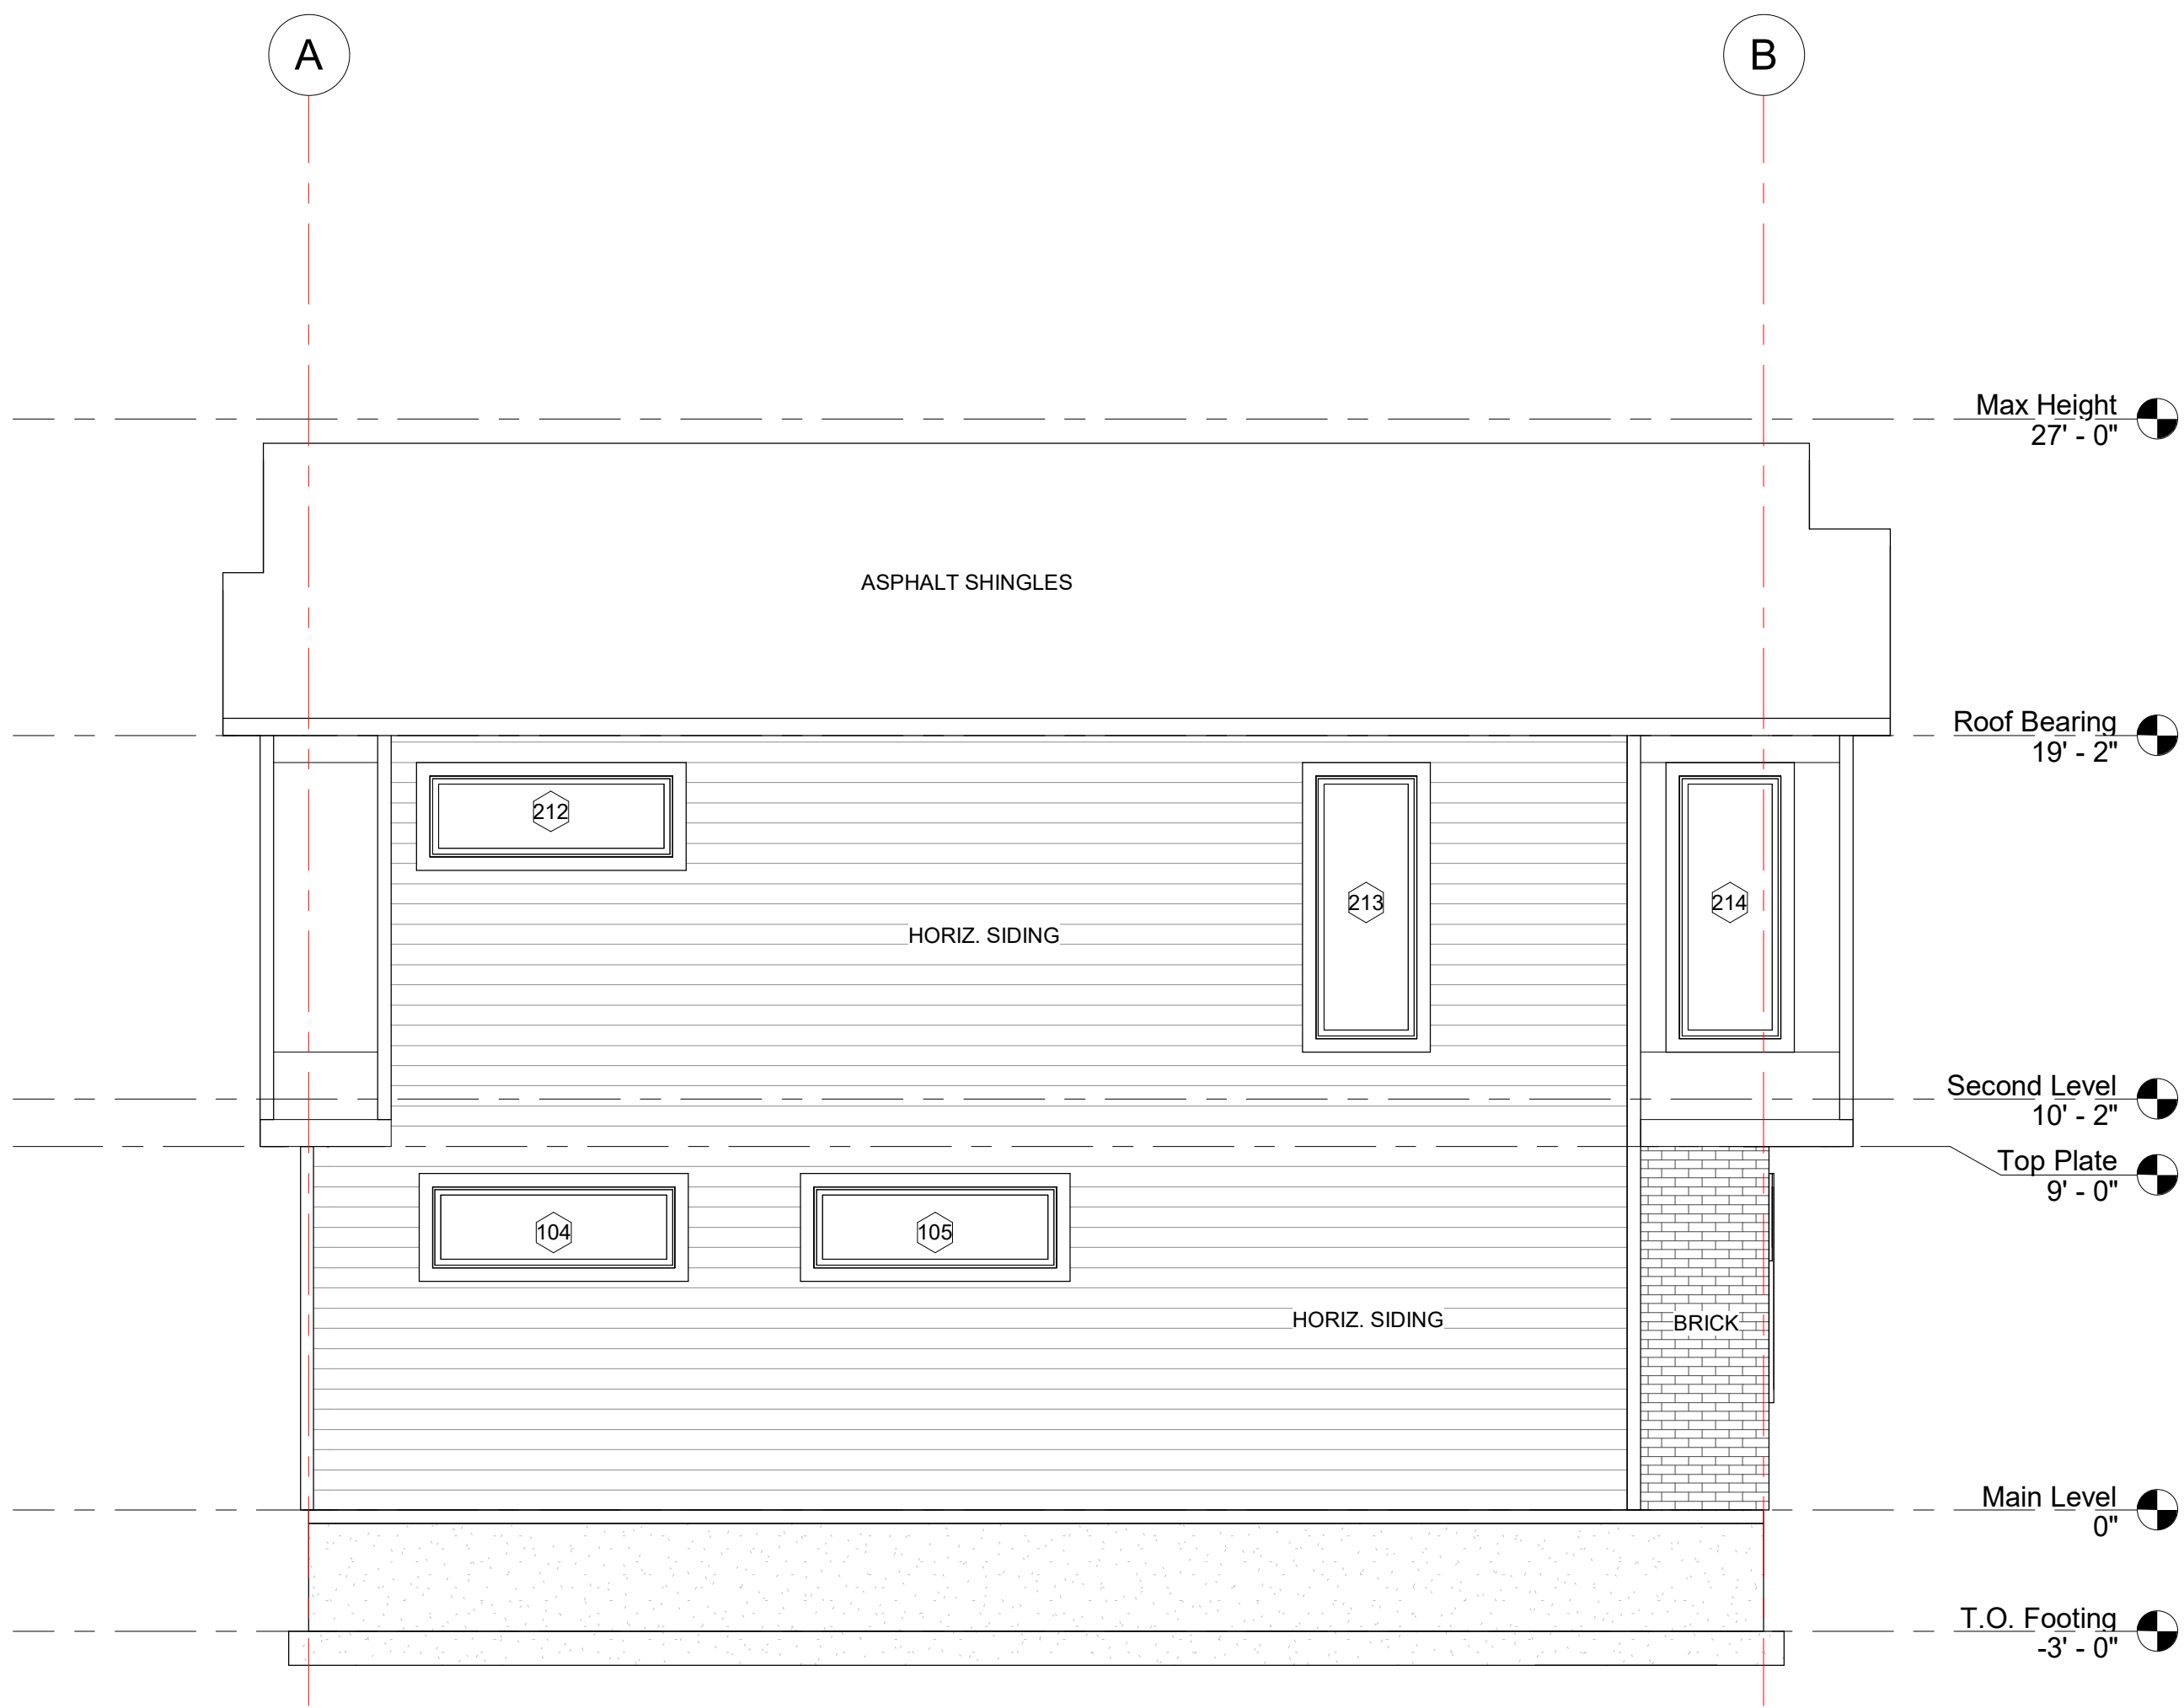 A
B
Max Height
27' - 0"
ASPHALT SHINGLES
Roof Bearing
19' - 2"
212
213
214
HORIZ. SIDING
Second Level
10' - 2"
Top Plate
9' - 0"
104
105
HORIZ. SIDING
BRICK
Main Level
0"
T.O. Footing
-3' - 0"